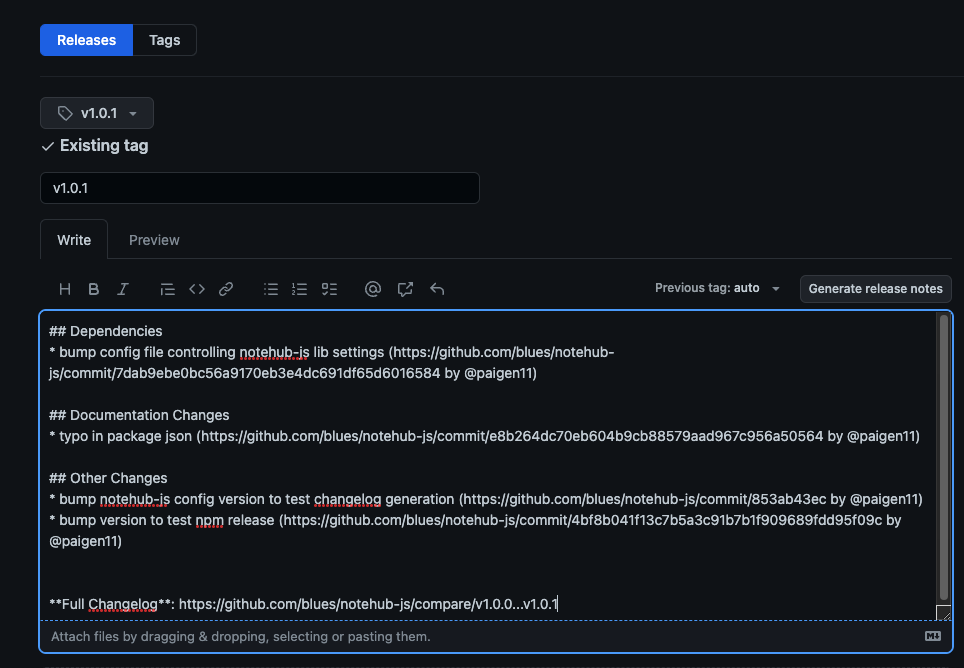 Releases Tags
v1.0.1
Existing tag
v1.0.1
Write Preview
Previous tag: auto Generate release notes
## Dependencies
* bump config file controlling notehub-js lib settings (https://github.com/blues/notehub-
js/commit/7dab9ebe0bc56a9170eb3e4dc691df65d6016584 by @paigen11)
## Documentation Changes
* typo in package json (https://github.com/blues/notehub-js/commit/e8b264dc70eb604b9cb88579aad967c956a50564 by @paigen11)
## Other Changes
* bump notehub-js config version to test changelog generation (https://github.com/blues/notehub-js/commit/853ab43ec by @paigen11)
* bump version to test npm release (https://github.com/blues/notehub-js/commit/4bf8b041f13c7b5a3c91b7b1f909689fdd95f09c by
@paigen11)
**Full Changelog**: https://github.com/blues/notehub-js/compare/v1.0.0...v1.0.1
Attach files by dragging & dropping, selecting or pasting them.